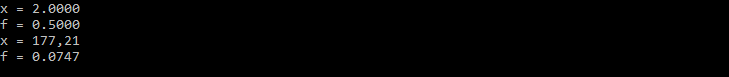 x = 2.0000
f = 0.5000
x = 177,21
f = 0.0747